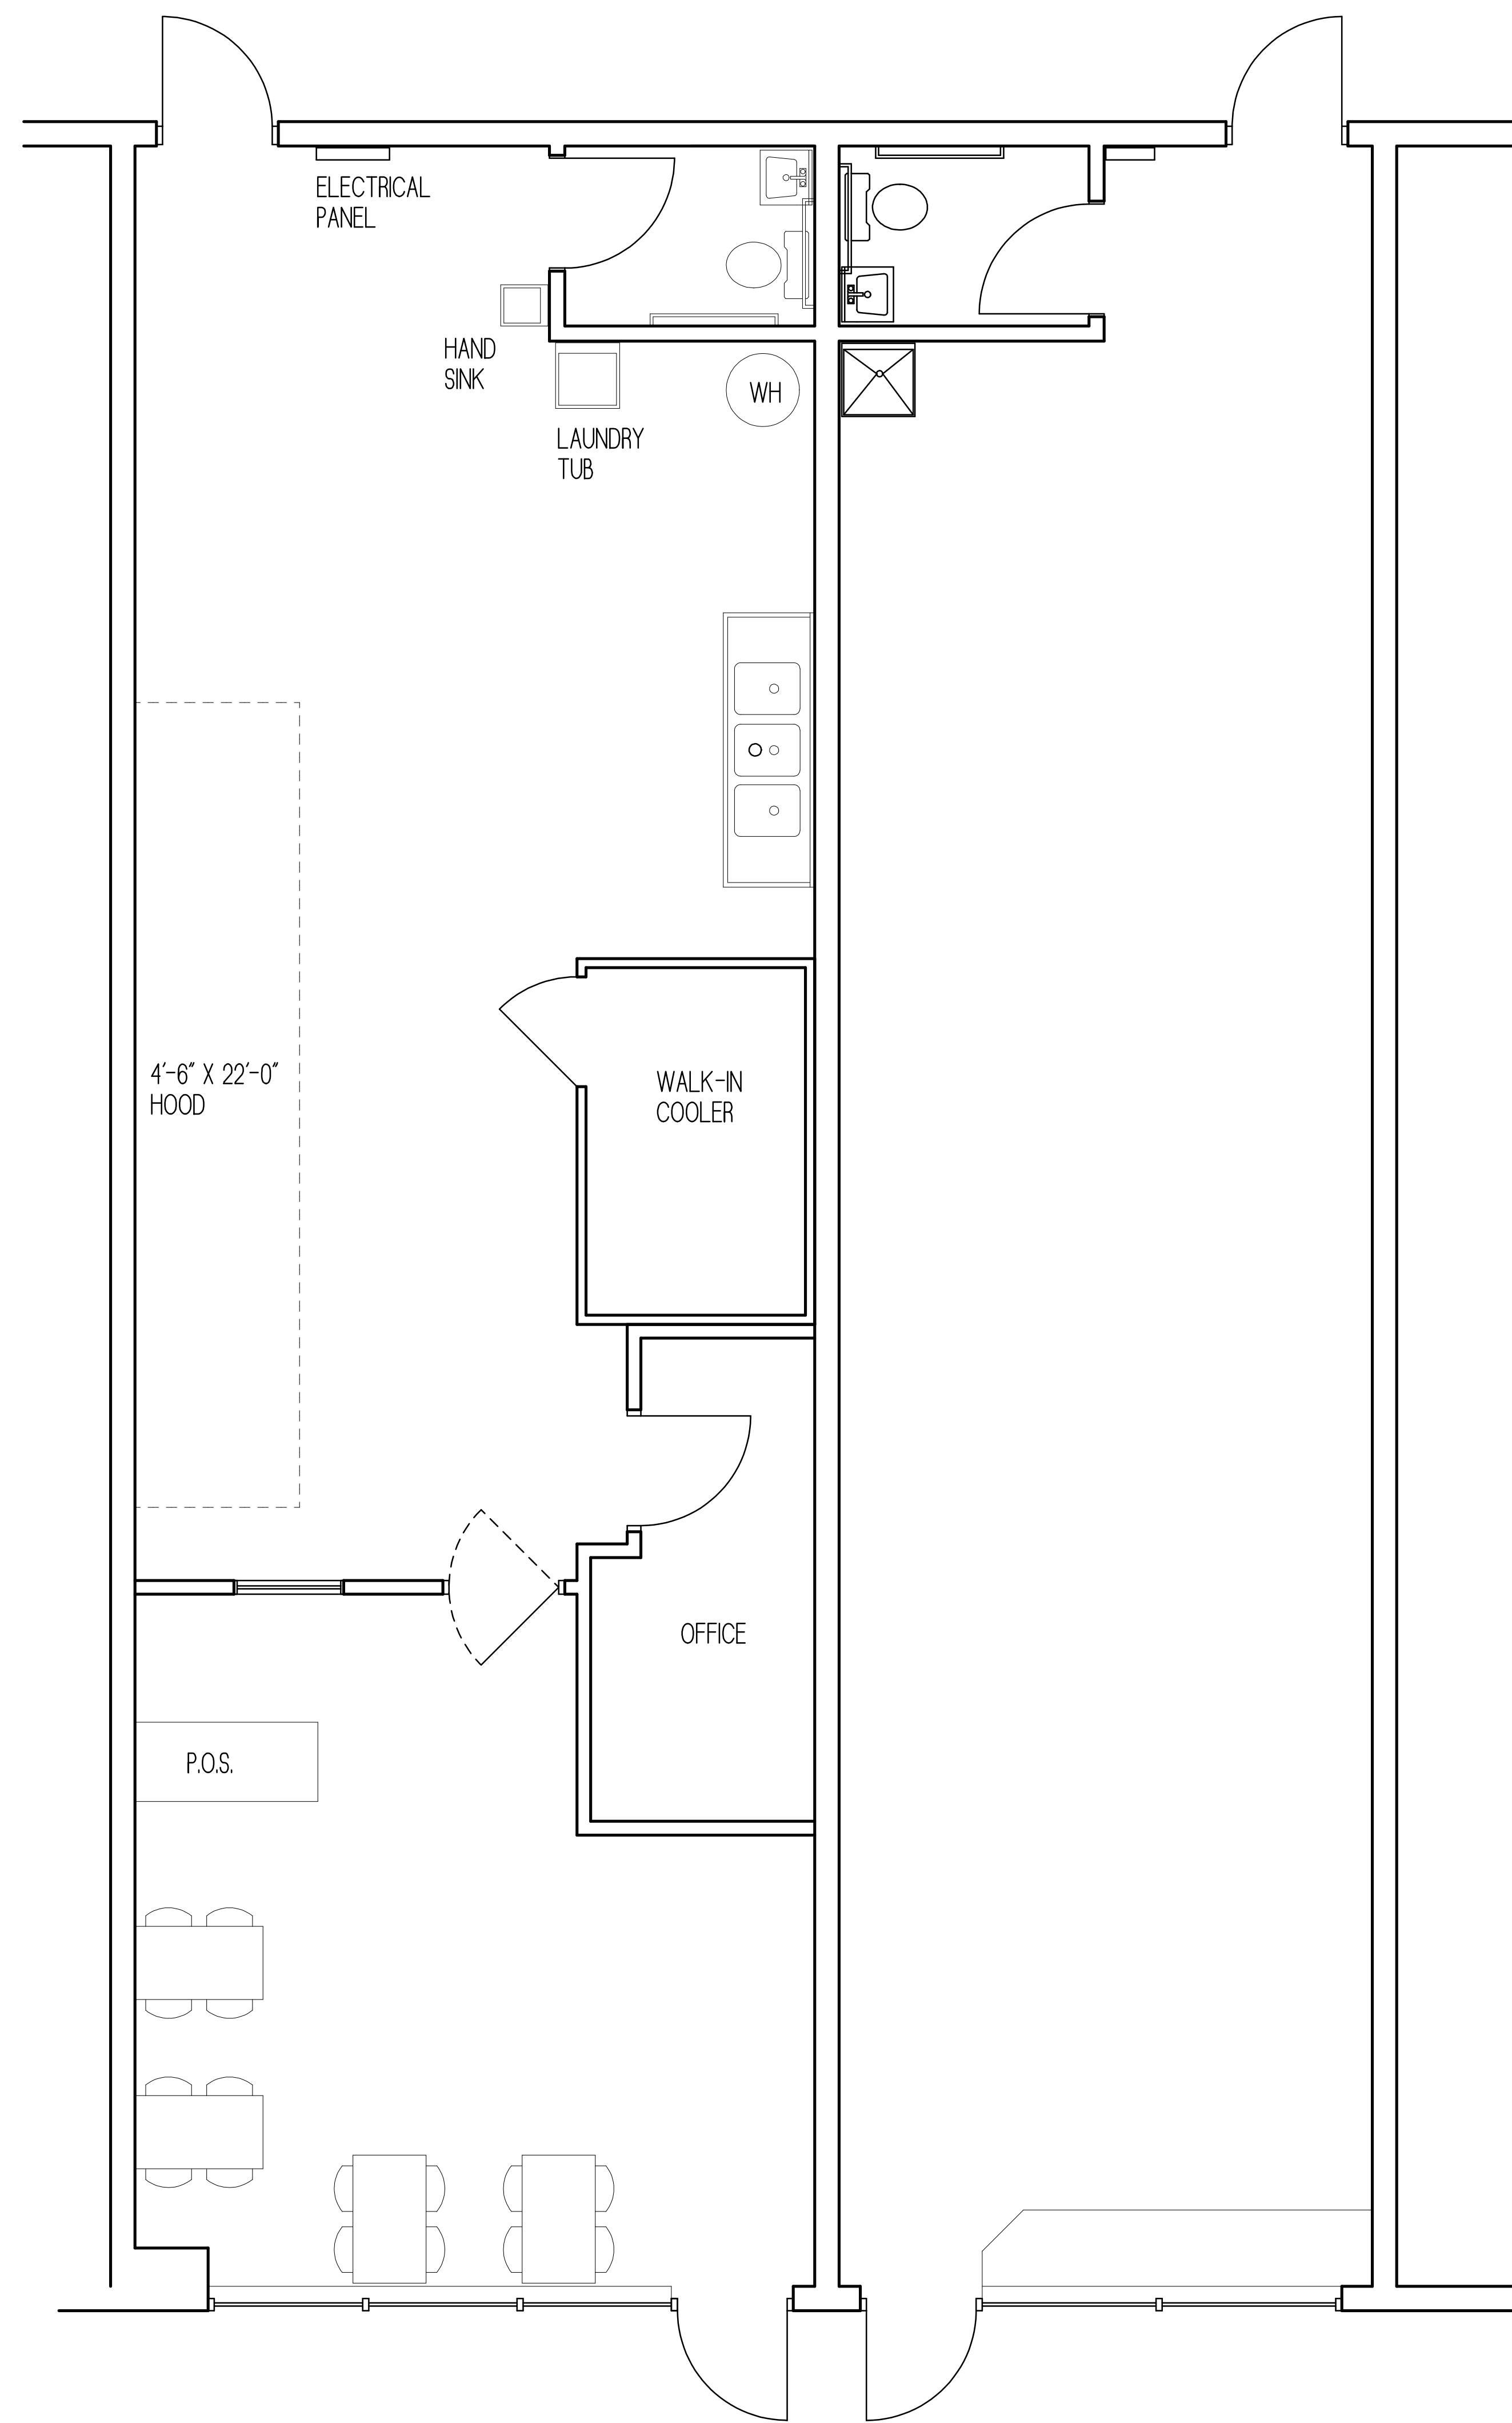 ELECTRICAL
PANEL
HAND
SINK
WH
LAUNDRY
TUB
4'-6" X 22'-0"
HOOD
WALK-IN
COOLER
OFFICE
P.O.S.